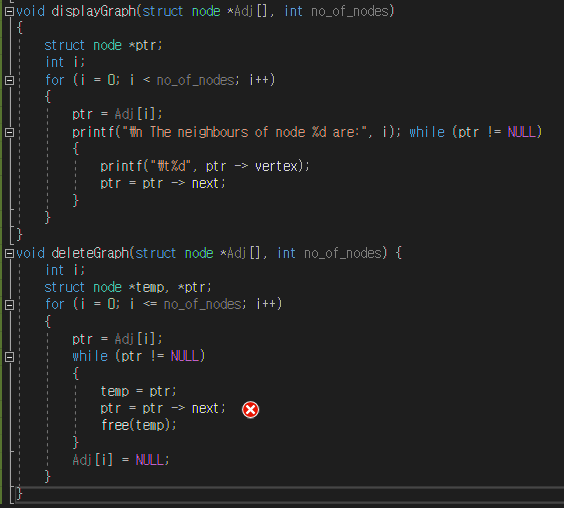 void displayGraph(struct node *Adj[], int no_of_nodes)
{
struct node *ptr;
int i;
for (i = 0; i < no_of_nodes; i++)
{
ptr = Adj[i];
printf("₩n The neighbours of node %d are:", i); while (ptr != NULL)
{
printf("₩t%d", ptr -> vertex);
ptr = ptr -> next;
}
}
}
void deleteGraph(struct node *Adj[], int no_of_nodes) {
int i;
struct node *temp, *ptr;
for (i = 0; i <= no_of_nodes; i++)
{
ptr = Adj[i];
while (ptr != NULL)
{
temp = ptr;
ptr = ptr -> next;
free(temp);
}
Adj[i] = NULL;
}
}